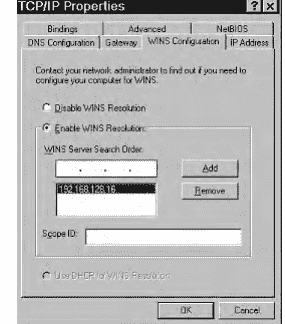 TCP/IP Properties
? x
Bindings Advanced NetBIOS
DNS Configuration Gateway WINS Configuration IP Address
Contact your network administrator to find out if you need to
configure your computer for WINS.
Disable WINS Resolution
Enable WINS Resolution:
WINS Server Search Order:
. . .
Add
192.168.128.16
Remove
Scope ID:
Use DHCP for WINS Resolution
OK Cancel